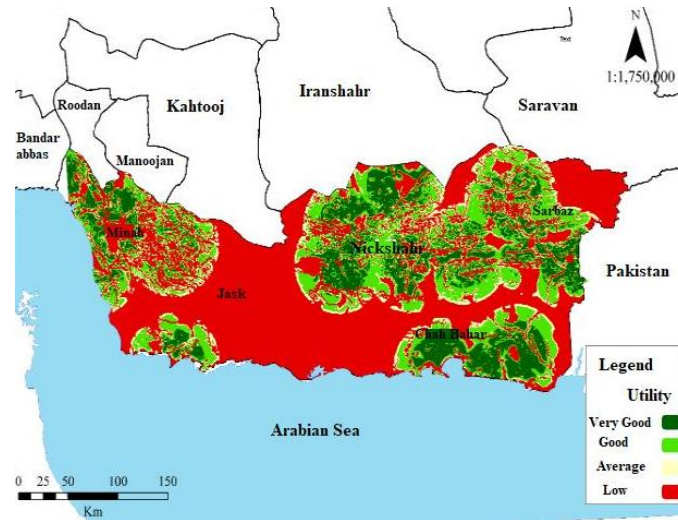 N
Text
1:1,750,000
Iranshahr
Kahtooj
Saravan
Roodan
Bandar
abbas
Manoojan
Sarbaz
Minab
Nickshahr
Pakistan
Jask
Chah Bahar
Legend
Utility
Very Good
Good
Average
Low
Arabian Sea
0 25 50 100 150
Km